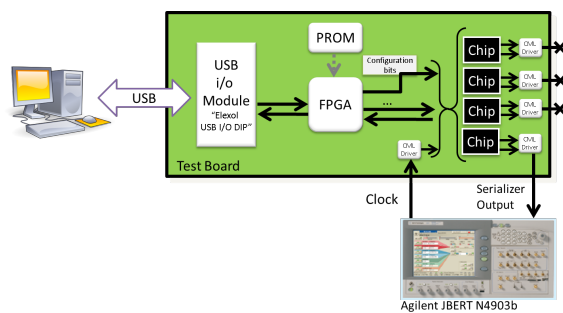 PROM
USB
i/o
Module
"Elexol
USB I/O DIP"
Configuration
bits
FPGA
...
Chip
CML
Driver
Chip
CML
Driver
Chip
CML
Driver
Chip
CML
Driver
USB
CML
Driver
Test Board
Clock
Serializer
Output
Agilent JBERT N4903b